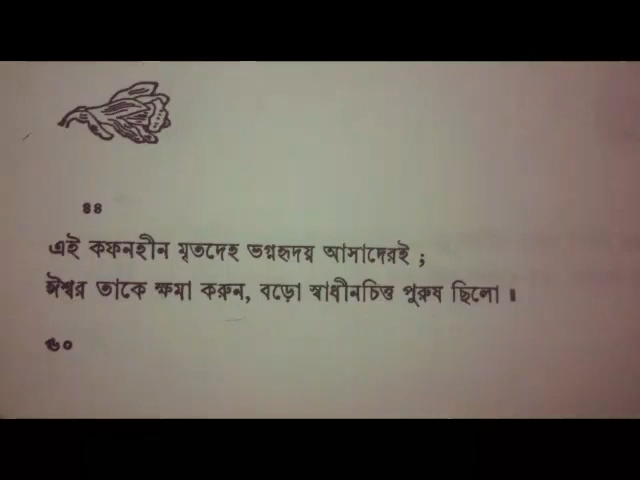 ৪৪
এই কফনহীন মৃতদেহ ভগ্নহৃদয় আসাদেরই ;
ঈশ্বর তাকে ক্ষমা করুন, বড়ো স্বাধীনচিত্ত পুরুষ ছিলো ।
৬০